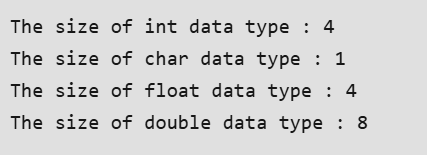 The size of int data type : 4
The size of char data type : 1
The size of float data type : 4
The size of double data type : 8